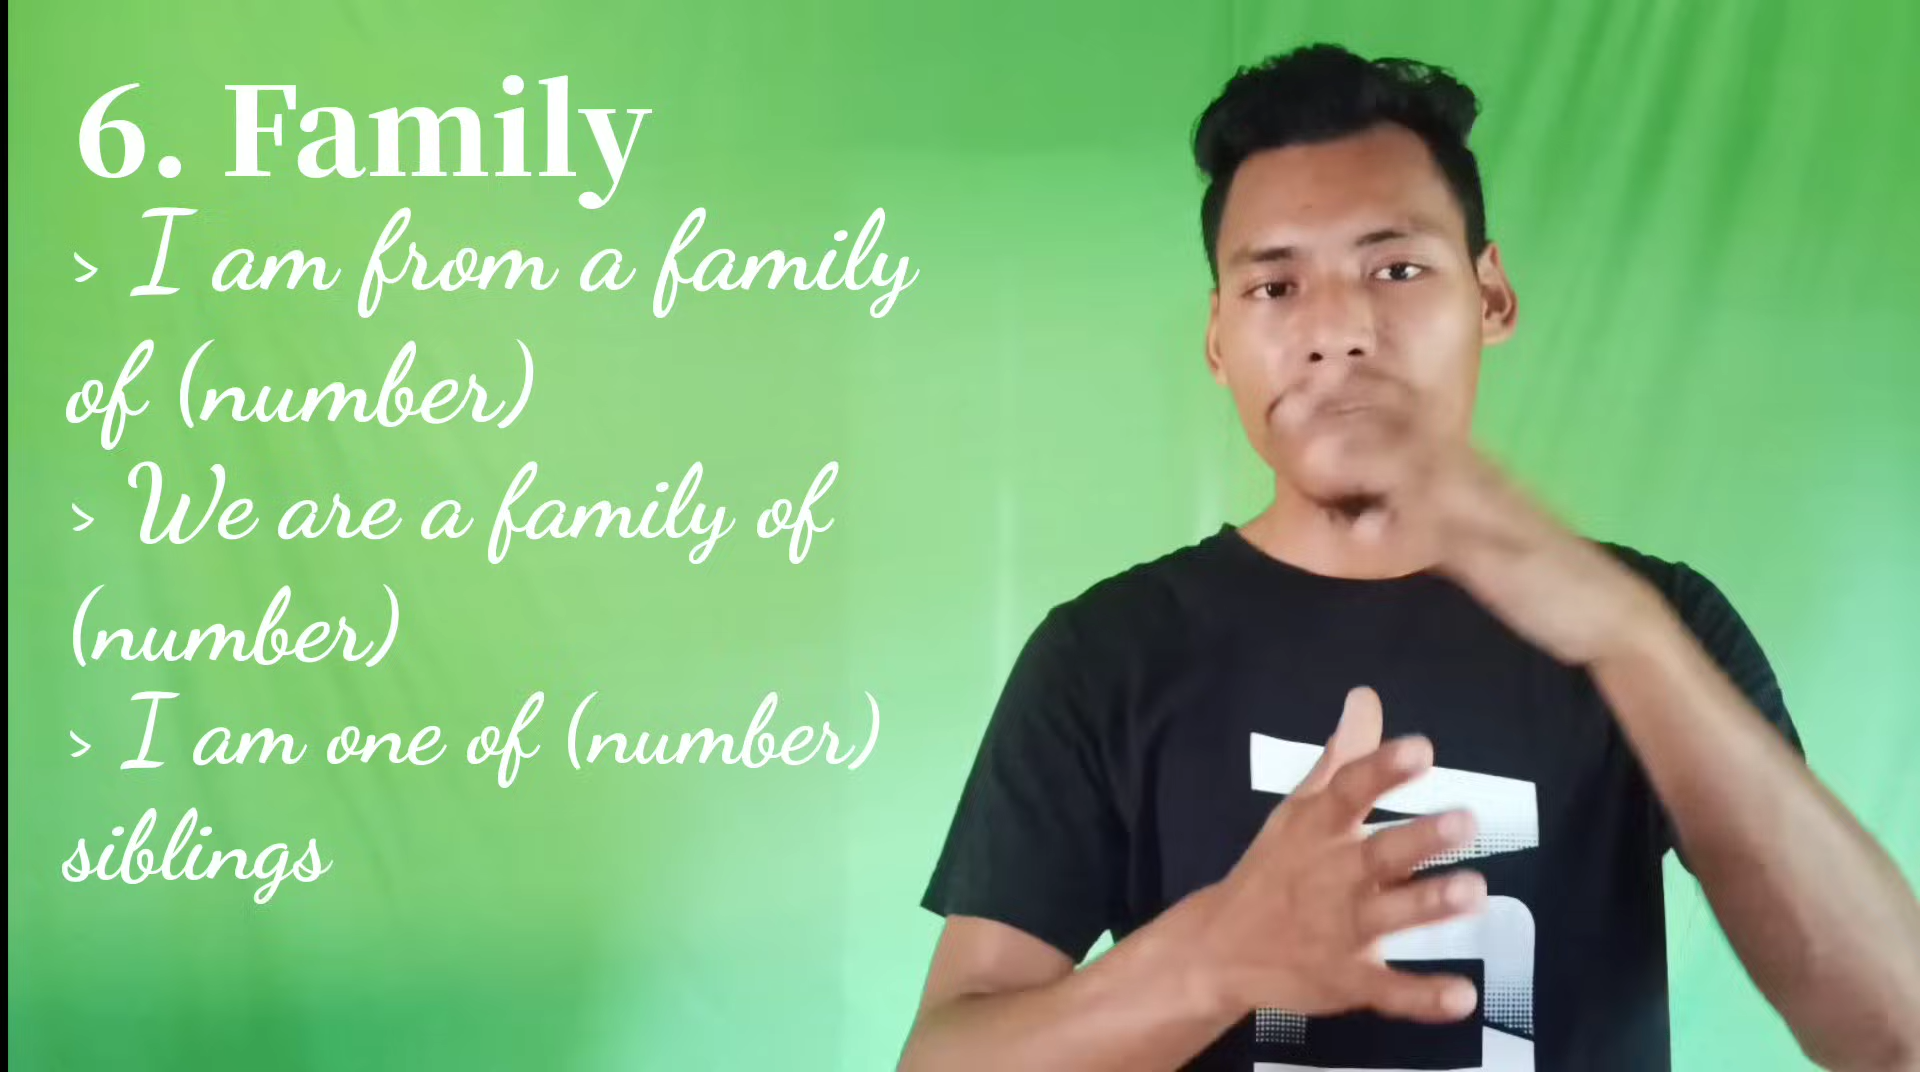 6. Family
> I am from a family
of (number)
> We are a family of
(number)
> I am one of (number)
siblings